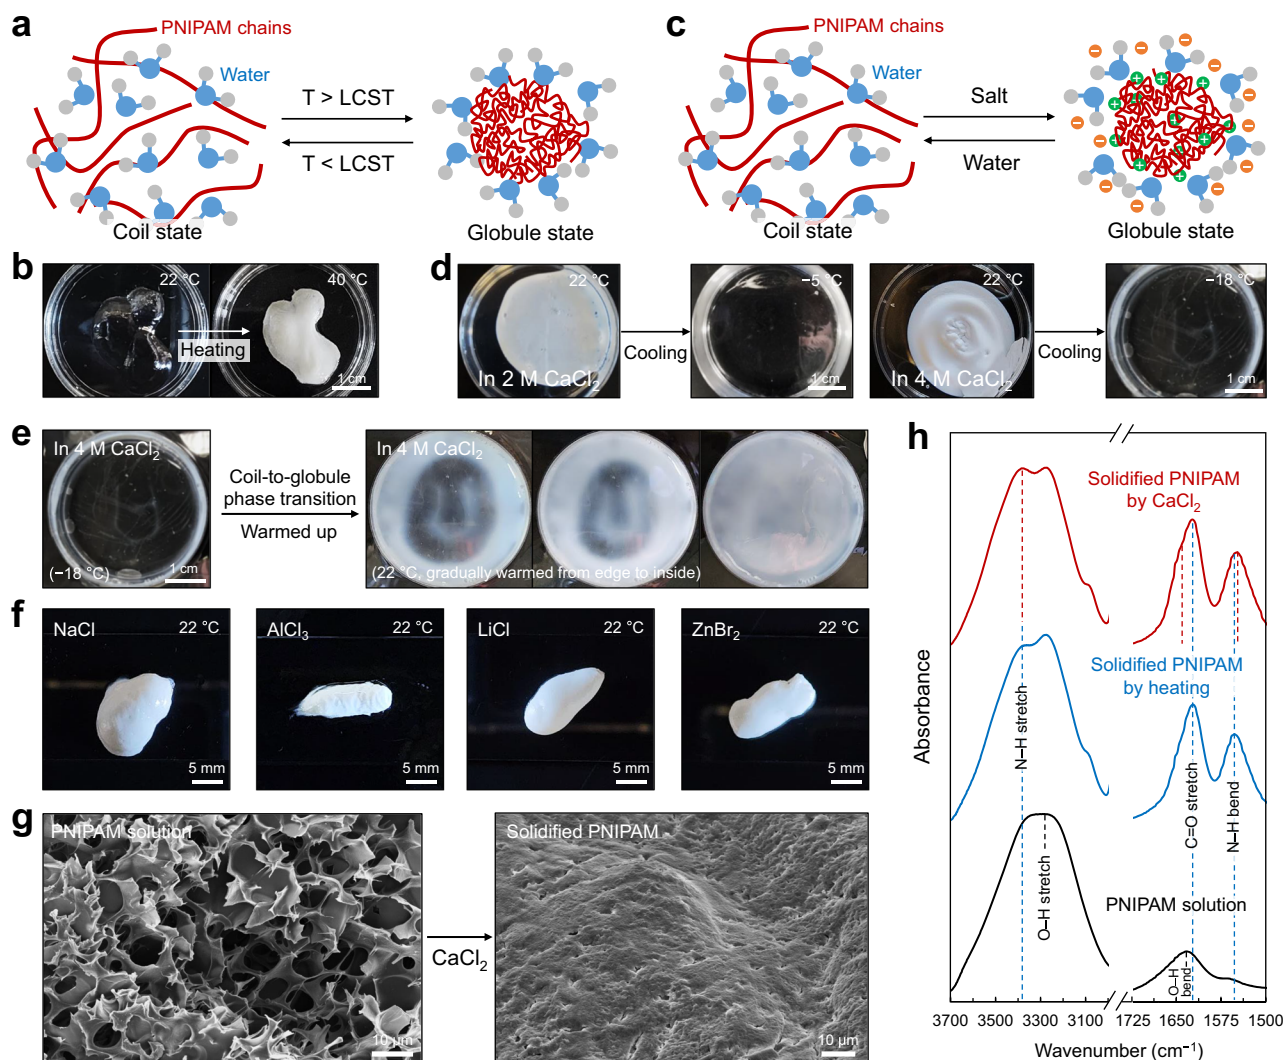 a
PNIPAM chains
Water
T > LCST
T < LCST
Coil state
Globule state
c
PNIPAM chains
Water
Salt
Water
Coil state
Globule state
b
22 °C
Heating
40 °C
1 cm
d
22 °C
In 2 M CaCl2
Cooling
−5 °C
1 cm
22 °C
In 4 M CaCl2
Cooling
−18 °C
1 cm
e
In 4 M CaCl2
(−18 °C)
1 cm
Coil-to-globule
phase transition
Warmed up
In 4 M CaCl2
(22 °C, gradually warmed from edge to inside)
f
NaCl
22 °C
5 mm
AlCl3
22 °C
5 mm
LiCl
22 °C
5 mm
ZnBr2
22 °C
5 mm
g
PNIPAM solution
10 µm
CaCl2
Solidified PNIPAM
10 µm
h
Absorbance
Solidified PNIPAM
by CaCl2
Solidified PNIPAM
by heating
PNIPAM solution
N–H stretch
O–H stretch
C=O stretch
N–H bend
O–H
bend
3700
3500
3300
3100
1725
1650
1575
1500
Wavenumber (cm−1)